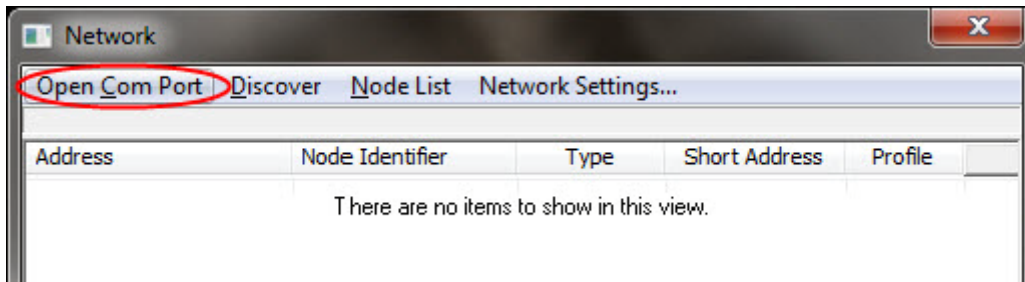 Network
Open Com Port Discover Node List Network Settings...
Address Node Identifier Type Short Address Profile
There are no items to show in this view.